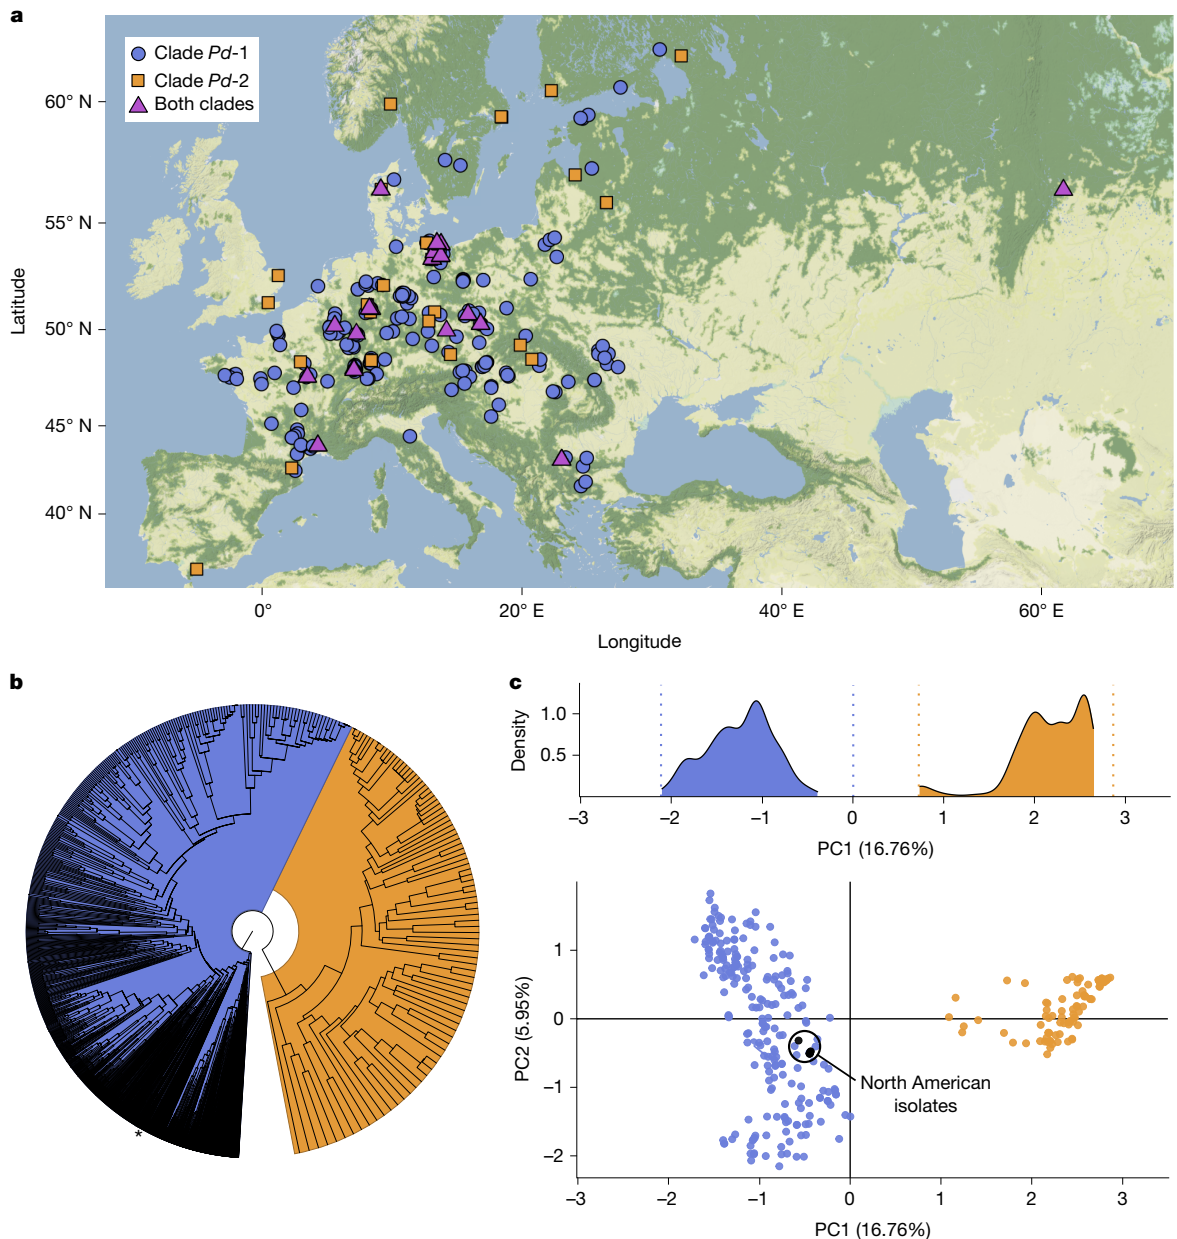 a
Clade Pd-1
Clade Pd-2
Both clades
60° N
55° N
50° N
45° N
40° N
Latitude
0°
20° E
40° E
60° E
Longitude
b
*
c
Density
1.0
0.5
−3
−2
−1
0
1
2
3
PC1 (16.76%)
PC2 (5.95%)
1
0
−1
−2
North American
isolates
−3
−2
−1
0
1
2
3
PC1 (16.76%)